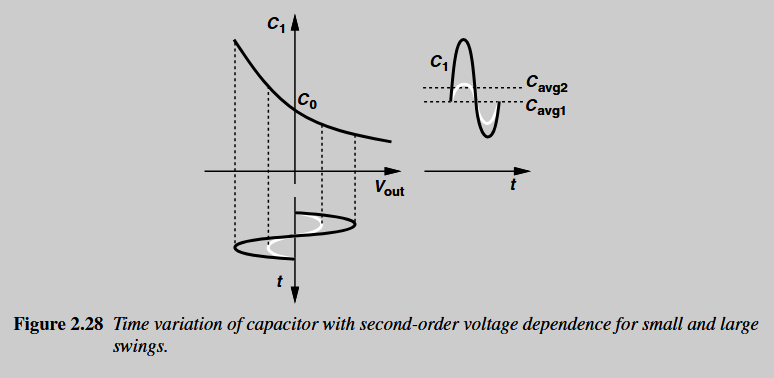 C1
C0
Vout
t
C1
Cavg2
Cavg1
t
Figure 2.28 Time variation of capacitor with second-order voltage dependence for small and large
swings.